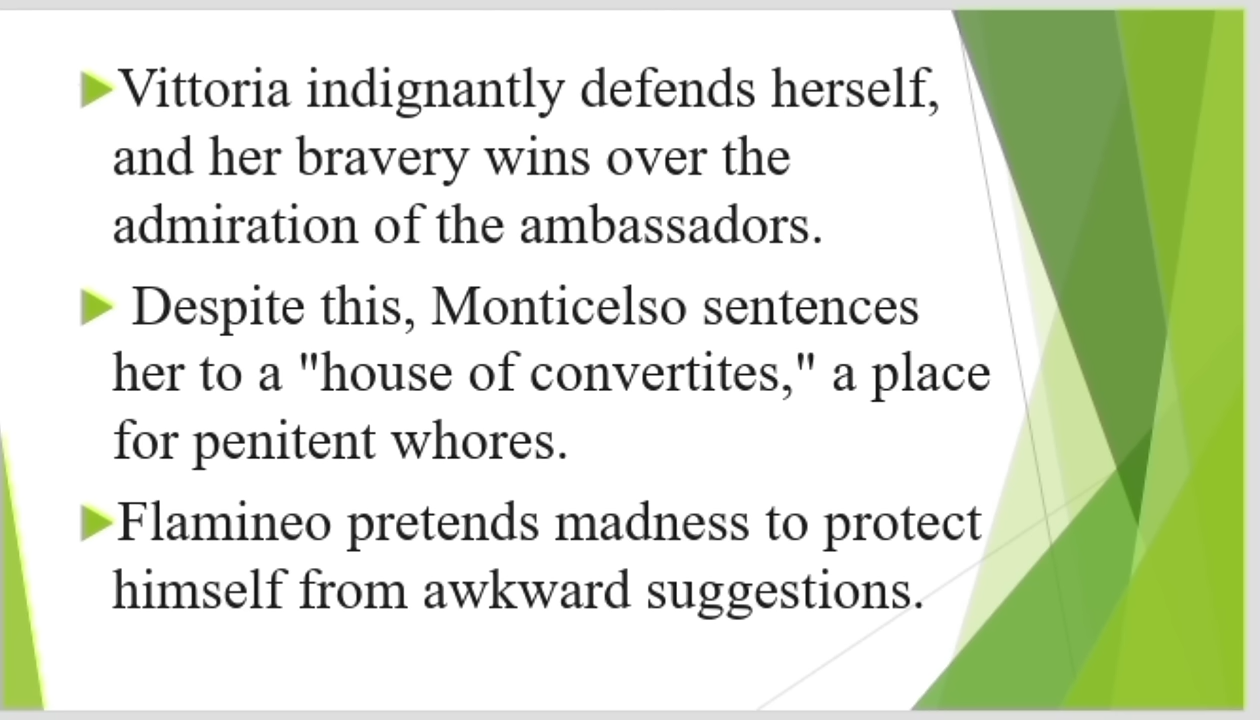 Vittoria indignantly defends herself,
and her bravery wins over the
admiration of the ambassadors.
Despite this, Monticelso sentences
her to a "house of convertites," a place
for penitent whores.
Flamineo pretends madness to protect
himself from awkward suggestions.